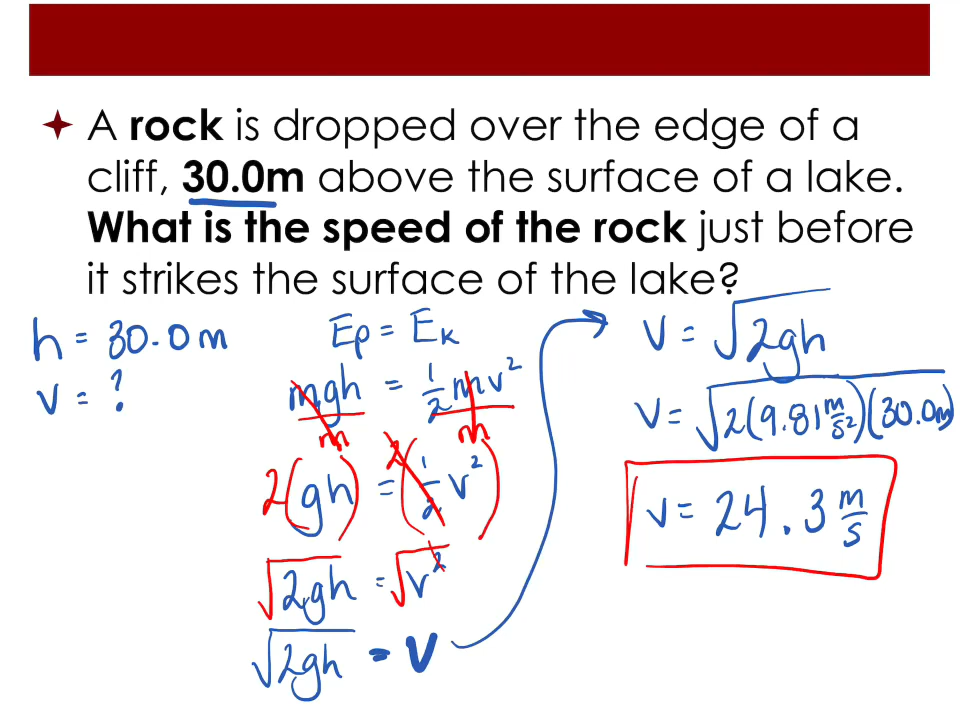 A rock is dropped over the edge of a
cliff, 30.0m above the surface of a lake.
What is the speed of the rock just before
it strikes the surface of the lake?
h = 30.0 m
v = ?
Ep = Ek
mgh = 1/2 mv²
m m
2(gh) = 2(1/2 v²)
√2gh = √v²
√2gh = v
v = √2gh
v = √2(9.81 m/s²)(30.0m)
v = 24.3 m/s